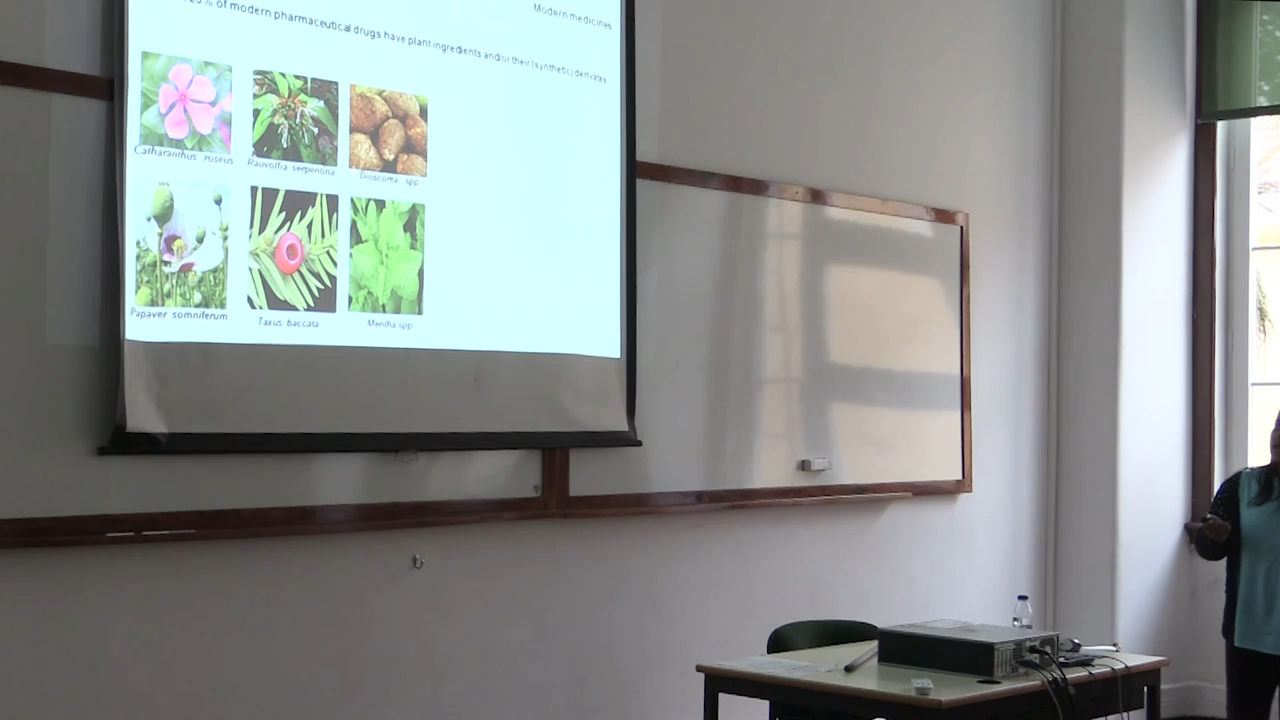 Modern medicines
25% of modern pharmaceutical drugs have plant ingredients and/or their (synthetic) derivates
Catharanthus roseus
Rauvolfia serpentina
Dioscorea spp
Papaver somniferum
Taxus baccata
Mentha spp